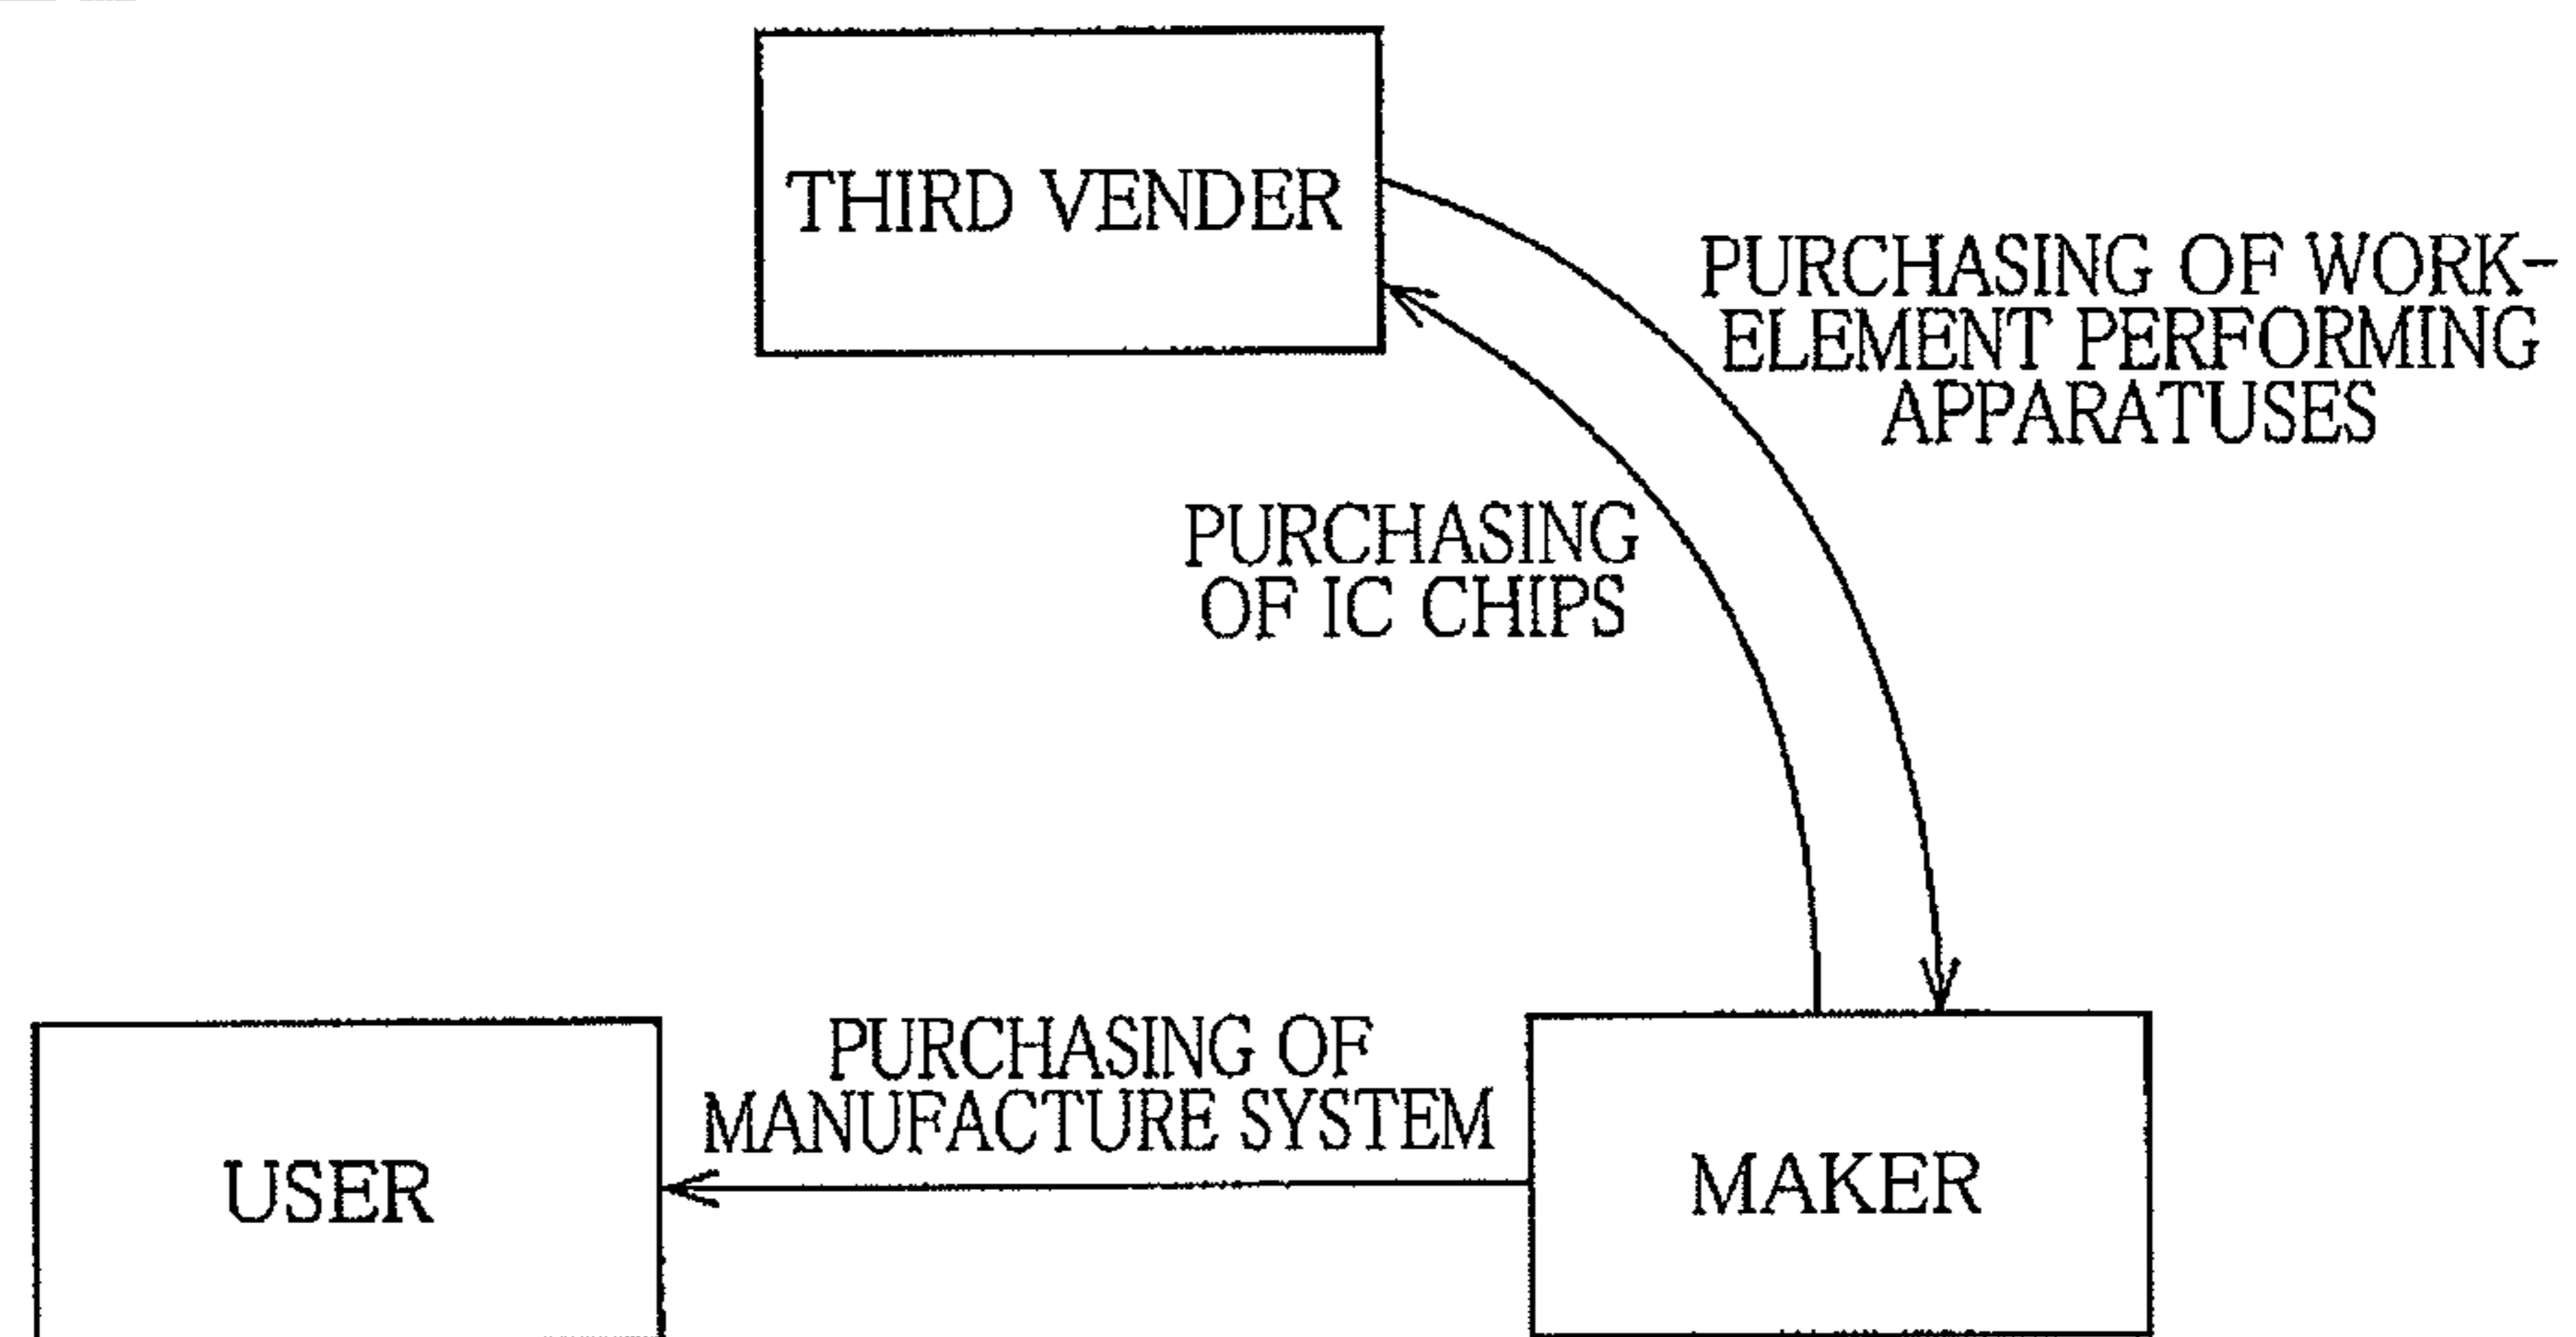 THIRD VENDER
PURCHASING OF WORK-
ELEMENT PERFORMING
APPARATUSES
PURCHASING
OF IC CHIPS
PURCHASING OF
MANUFACTURE SYSTEM
USER
MAKER